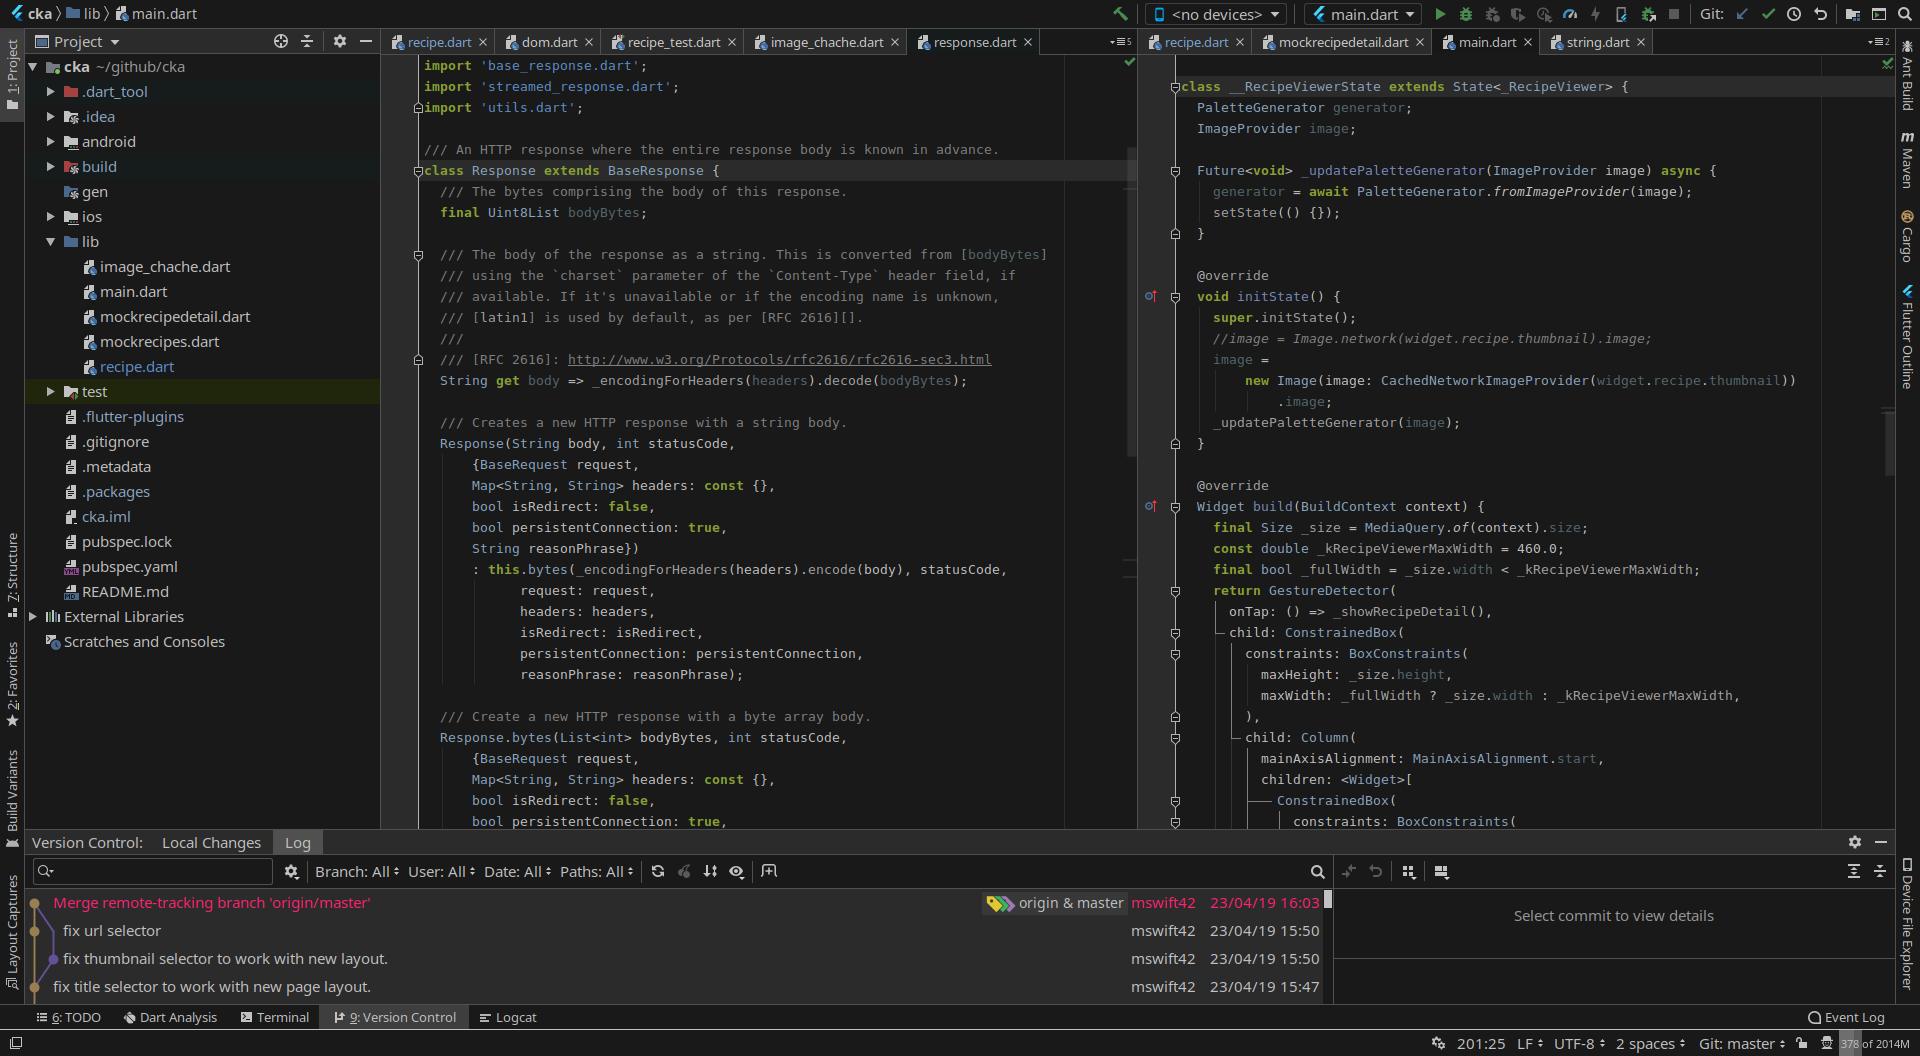 cka lib main.dart
<no devices> main.dart Git:
Project
recipe.dart dom.dart recipe_test.dart image_chache.dart response.dart 5
recipe.dart mockrecipedetail.dart main.dart string.dart 2
1: Project
7: Structure
2: Favorites
Build Variants
Layout Captures
cka ~/github/cka
.dart_tool
.idea
android
build
gen
ios
lib
image_chache.dart
main.dart
mockrecipedetail.dart
mockrecipes.dart
recipe.dart
test
.flutter-plugins
.gitignore
.metadata
.packages
cka.iml
pubspec.lock
pubspec.yaml
README.md
External Libraries
Scratches and Consoles
import 'base_response.dart';
import 'streamed_response.dart';
import 'utils.dart';
/// An HTTP response where the entire response body is known in advance.
class Response extends BaseResponse {
/// The bytes comprising the body of this response.
final Uint8List bodyBytes;
/// The body of the response as a string. This is converted from [bodyBytes]
/// using the `charset` parameter of the `Content-Type` header field, if
/// available. If it's unavailable or if the encoding name is unknown,
/// [latin1] is used by default, as per [RFC 2616][].
///
/// [RFC 2616]: http://www.w3.org/Protocols/rfc2616/rfc2616-sec3.html
String get body => _encodingForHeaders(headers).decode(bodyBytes);
/// Creates a new HTTP response with a string body.
Response(String body, int statusCode,
{BaseRequest request,
Map<String, String> headers: const {},
bool isRedirect: false,
bool persistentConnection: true,
String reasonPhrase})
: this.bytes(_encodingForHeaders(headers).encode(body), statusCode,
request: request,
headers: headers,
isRedirect: isRedirect,
persistentConnection: persistentConnection,
reasonPhrase: reasonPhrase);
/// Create a new HTTP response with a byte array body.
Response.bytes(List<int> bodyBytes, int statusCode,
{BaseRequest request,
Map<String, String> headers: const {},
bool isRedirect: false,
bool persistentConnection: true,
class __RecipeViewerState extends State<_RecipeViewer> {
PaletteGenerator generator;
ImageProvider image;
Future<void> _updatePaletteGenerator(ImageProvider image) async {
generator = await PaletteGenerator.fromImageProvider(image);
setState(() {});
}
@override
void initState() {
super.initState();
//image = Image.network(widget.recipe.thumbnail).image;
image =
new Image(image: CachedNetworkImageProvider(widget.recipe.thumbnail))
.image;
_updatePaletteGenerator(image);
}
@override
Widget build(BuildContext context) {
final Size _size = MediaQuery.of(context).size;
const double _kRecipeViewerMaxWidth = 460.0;
final bool _fullWidth = _size.width < _kRecipeViewerMaxWidth;
return GestureDetector(
onTap: () => _showRecipeDetail(),
child: ConstrainedBox(
constraints: BoxConstraints(
maxHeight: _size.height,
maxWidth: _fullWidth ? _size.width : _kRecipeViewerMaxWidth,
),
child: Column(
mainAxisAlignment: MainAxisAlignment.start,
children: <Widget>[
ConstrainedBox(
constraints: BoxConstraints(
Ant Build
m Maven
Cargo
Flutter Outline
Device File Explorer
Version Control: Local Changes Log
Branch: All User: All Date: All Paths: All
Merge remote-tracking branch 'origin/master' origin & master mswift42 23/04/19 16:03
fix url selector mswift42 23/04/19 15:50
fix thumbnail selector to work with new layout. mswift42 23/04/19 15:50
fix title selector to work with new page layout. mswift42 23/04/19 15:47
Select commit to view details
6: TODO Dart Analysis Terminal 9: Version Control Logcat Event Log
201:25 LF UTF-8 2 spaces Git: master 378 of 2014M